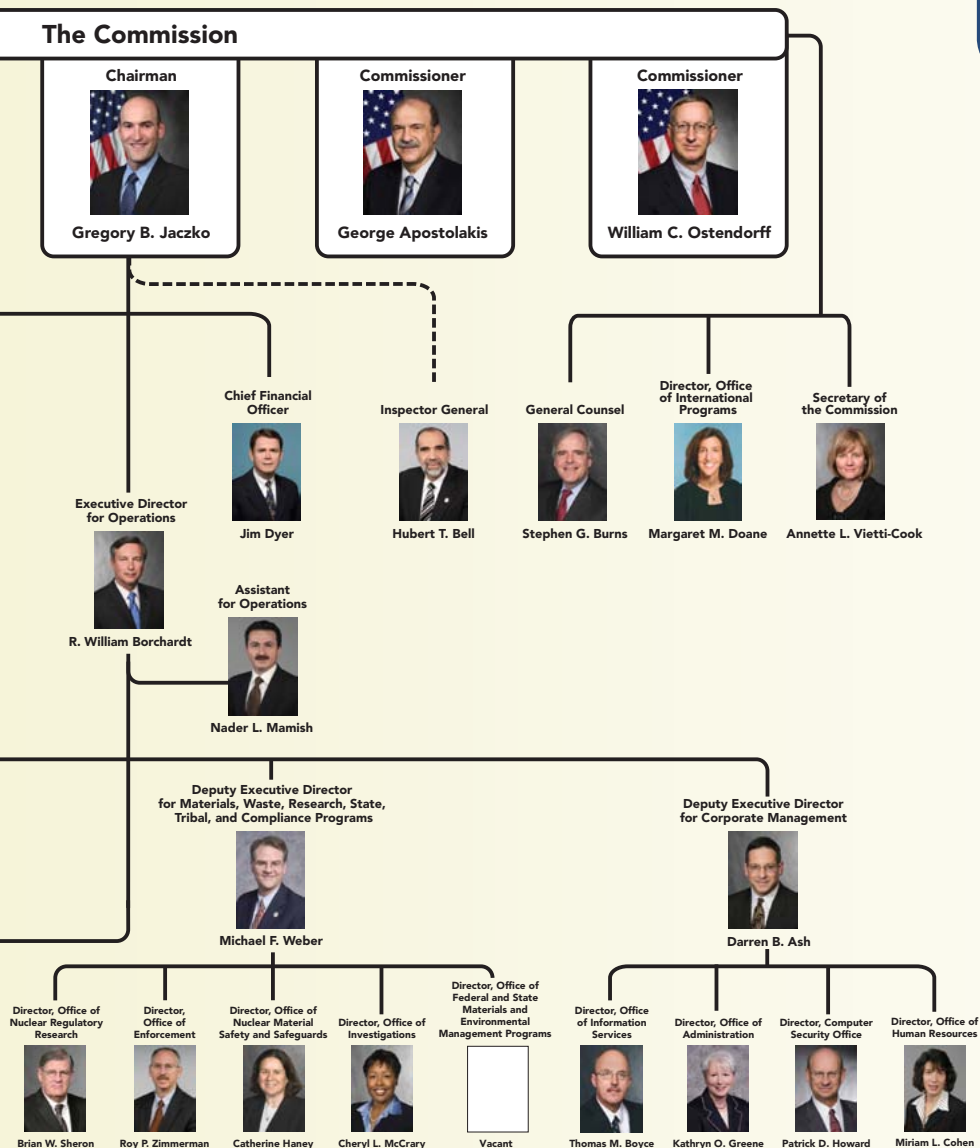 The Commission
Chairman
Gregory B. Jaczko
Commissioner
George Apostolakis
Commissioner
William C. Ostendorff
Chief Financial
Officer
Jim Dyer
Inspector General
Hubert T. Bell
General Counsel
Stephen G. Burns
Director, Office
of International
Programs
Margaret M. Doane
Secretary of
the Commission
Annette L. Vietti-Cook
Executive Director
for Operations
R. William Borchardt
Assistant
for Operations
Nader L. Mamish
Deputy Executive Director
for Materials, Waste, Research, State,
Tribal, and Compliance Programs
Michael F. Weber
Deputy Executive Director
for Corporate Management
Darren B. Ash
Director, Office of
Nuclear Regulatory
Research
Brian W. Sheron
Director,
Office of
Enforcement
Roy P. Zimmerman
Director, Office of
Nuclear Material
Safety and Safeguards
Catherine Haney
Director, Office of
Investigations
Cheryl L. McCrary
Director, Office of
Federal and State
Materials and
Environmental
Management Programs
Vacant
Director, Office
of Information
Services
Thomas M. Boyce
Director, Office of
Administration
Kathryn O. Greene
Director, Computer
Security Office
Patrick D. Howard
Director, Office of
Human Resources
Miriam L. Cohen